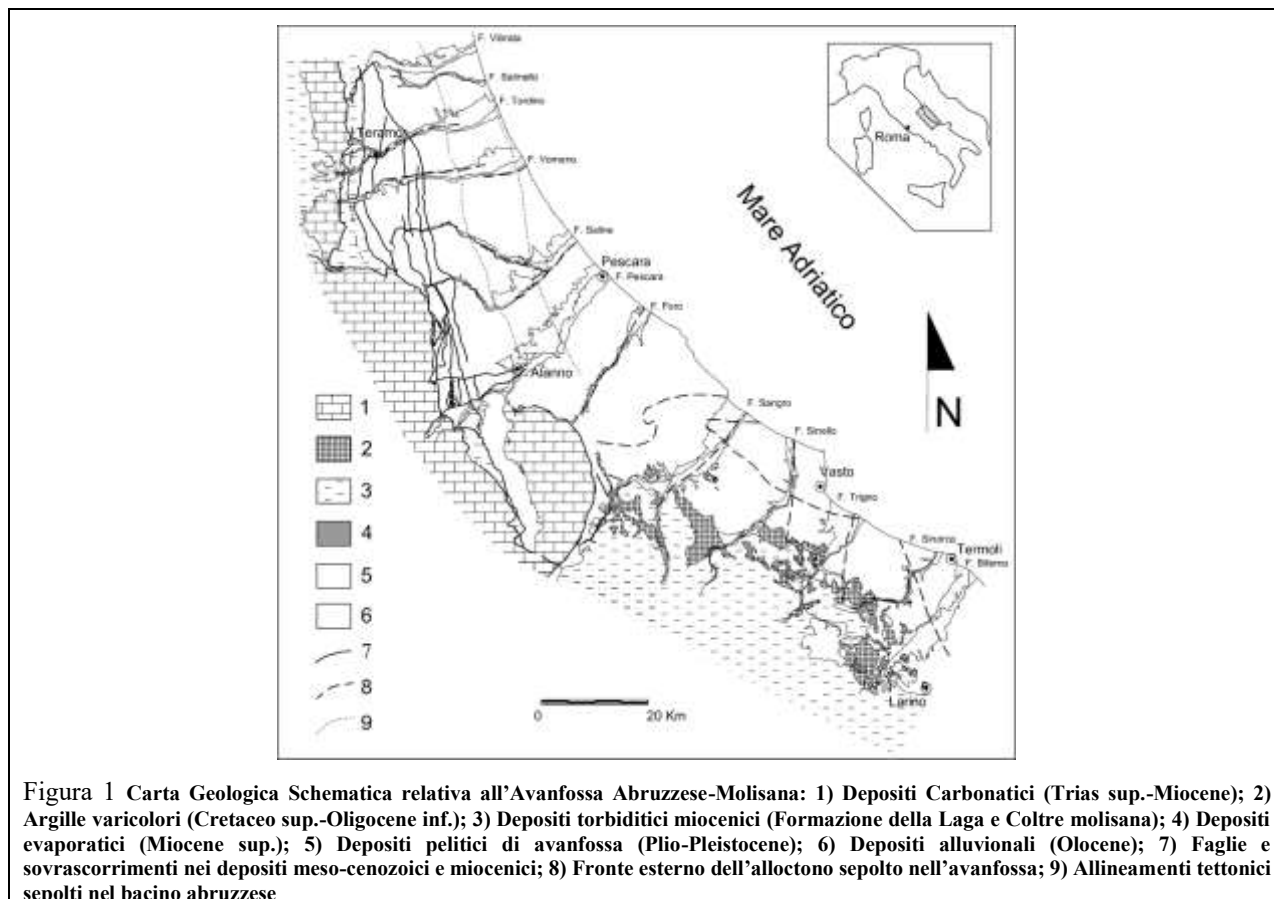 F. Vibrata
F. Salinello
F. Tordino
Teramo
F. Vomano
Roma
Mare Adriatico
F. Saline
Pescara
F. Pescara
F. Foro
Alanno
N
F. Sangro
F. Sinello
Vasto
F. Trigno
F. Sinarca
Termoli
F. Biferno
Larino
1
2
3
4
5
6
7
8
9
0 20 Km
Figura 1 Carta Geologica Schematica relativa all'Avanfossa Abruzzese-Molisana: 1) Depositi Carbonatici (Trias sup.-Miocene); 2)
Argille varicolori (Cretaceo sup.-Oligocene inf.); 3) Depositi torbiditici miocenici (Formazione della Laga e Coltre molisana); 4) Depositi
evaporatici (Miocene sup.); 5) Depositi pelitici di avanfossa (Plio-Pleistocene); 6) Depositi alluvionali (Olocene); 7) Faglie e
sovrascorrimenti nei depositi meso-cenozoici e miocenici; 8) Fronte esterno dell'alloctono sepolto nell'avanfossa; 9) Allineamenti tettonici
sepolti nel bacino abruzzese